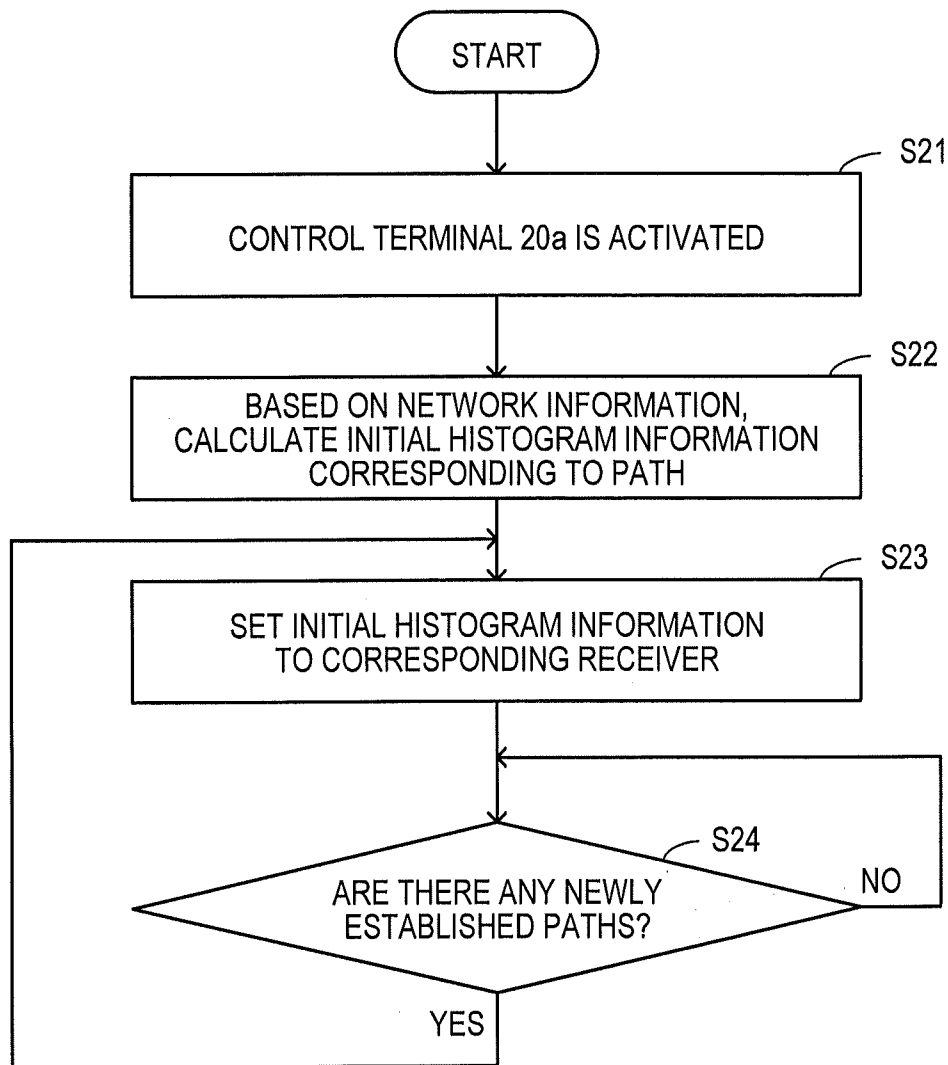 START
S21
CONTROL TERMINAL 20a IS ACTIVATED
S22
BASED ON NETWORK INFORMATION,
CALCULATE INITIAL HISTOGRAM INFORMATION
CORRESPONDING TO PATH
S23
SET INITIAL HISTOGRAM INFORMATION
TO CORRESPONDING RECEIVER
S24
ARE THERE ANY NEWLY
ESTABLISHED PATHS?
NO
YES